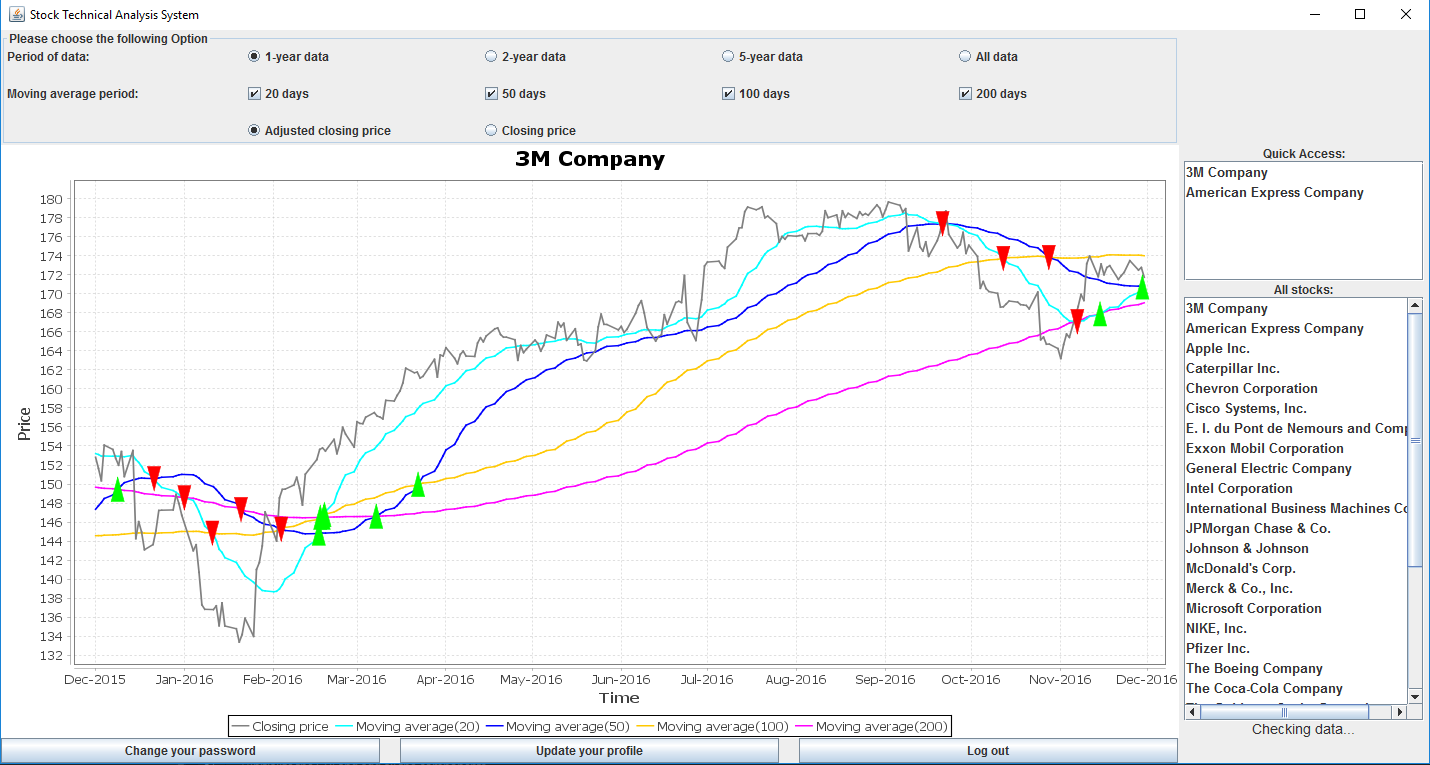 Stock Technical Analysis System
Please choose the following Option
Period of data: 1-year data 2-year data 5-year data All data
Moving average period: 20 days 50 days 100 days 200 days
Adjusted closing price Closing price
3M Company
180
178
176
174
172
170
168
166
164
162
160
158
156
154
152
150
148
146
144
142
140
138
136
134
132
Price
Dec-2015 Jan-2016 Feb-2016 Mar-2016 Apr-2016 May-2016 Jun-2016 Jul-2016 Aug-2016 Sep-2016 Oct-2016 Nov-2016 Dec-2016
Time
Closing price Moving average(20) Moving average(50) Moving average(100) Moving average(200)
Quick Access:
3M Company
American Express Company
All stocks:
3M Company
American Express Company
Apple Inc.
Caterpillar Inc.
Chevron Corporation
Cisco Systems, Inc.
E. I. du Pont de Nemours and Comp
Exxon Mobil Corporation
General Electric Company
Intel Corporation
International Business Machines Co
JPMorgan Chase & Co.
Johnson & Johnson
McDonald's Corp.
Merck & Co., Inc.
Microsoft Corporation
NIKE, Inc.
Pfizer Inc.
The Boeing Company
The Coca-Cola Company
Checking data...
Change your password Update your profile Log out